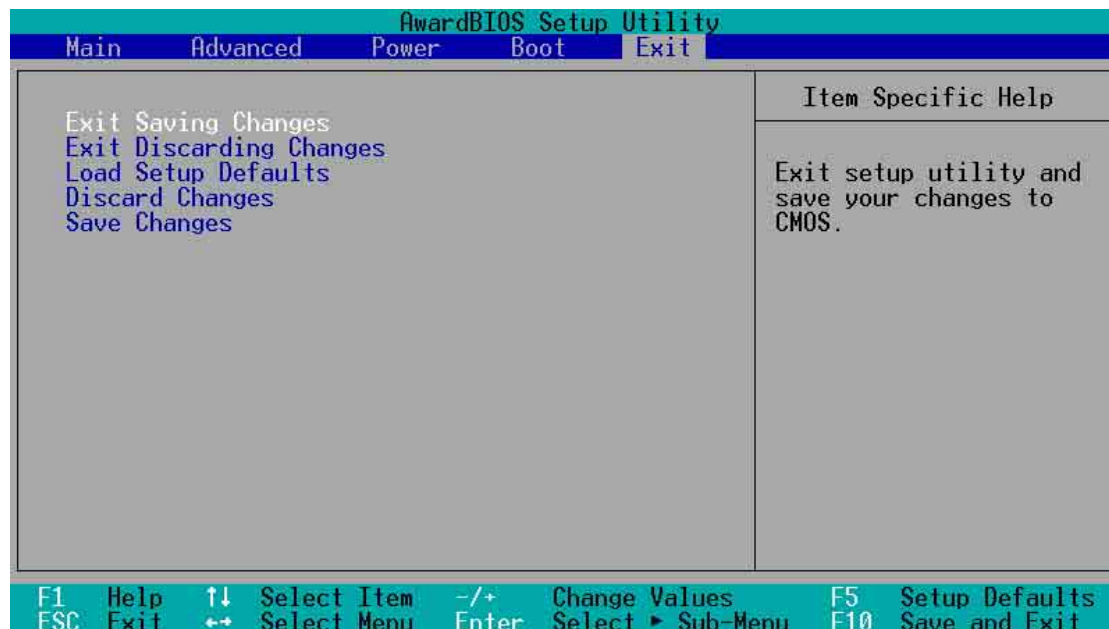 AwardBIOS Setup Utility
Main Advanced Power Boot Exit
Exit Saving Changes
Exit Discarding Changes
Load Setup Defaults
Discard Changes
Save Changes
Item Specific Help
Exit setup utility and
save your changes to
CMOS.
F1 Help ↑↓ Select Item -/+ Change Values F5 Setup Defaults
ESC Exit ←→ Select Menu Enter Select ► Sub-Menu F10 Save and Exit